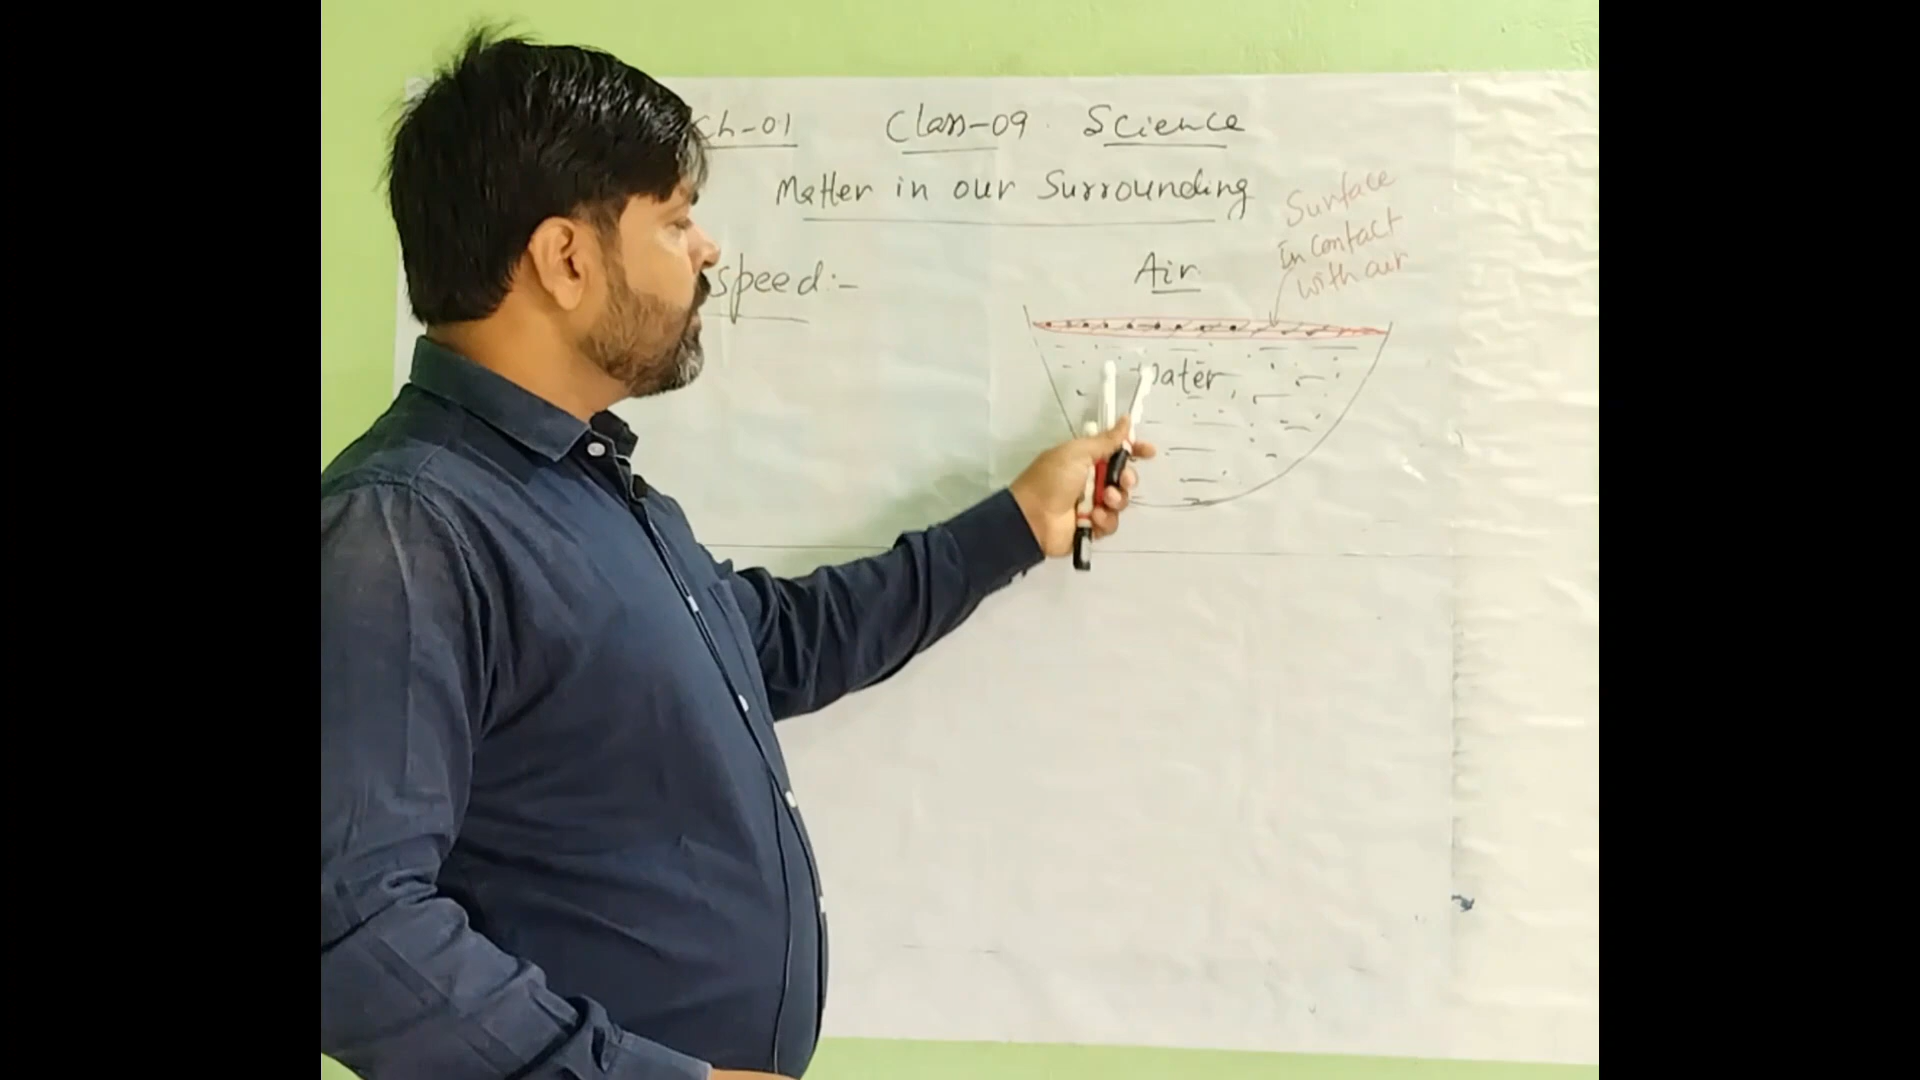 Ch-01 Class-09 Science
Matter in our Surrounding
speed:-
Air
Surface
in contact
with air
Water